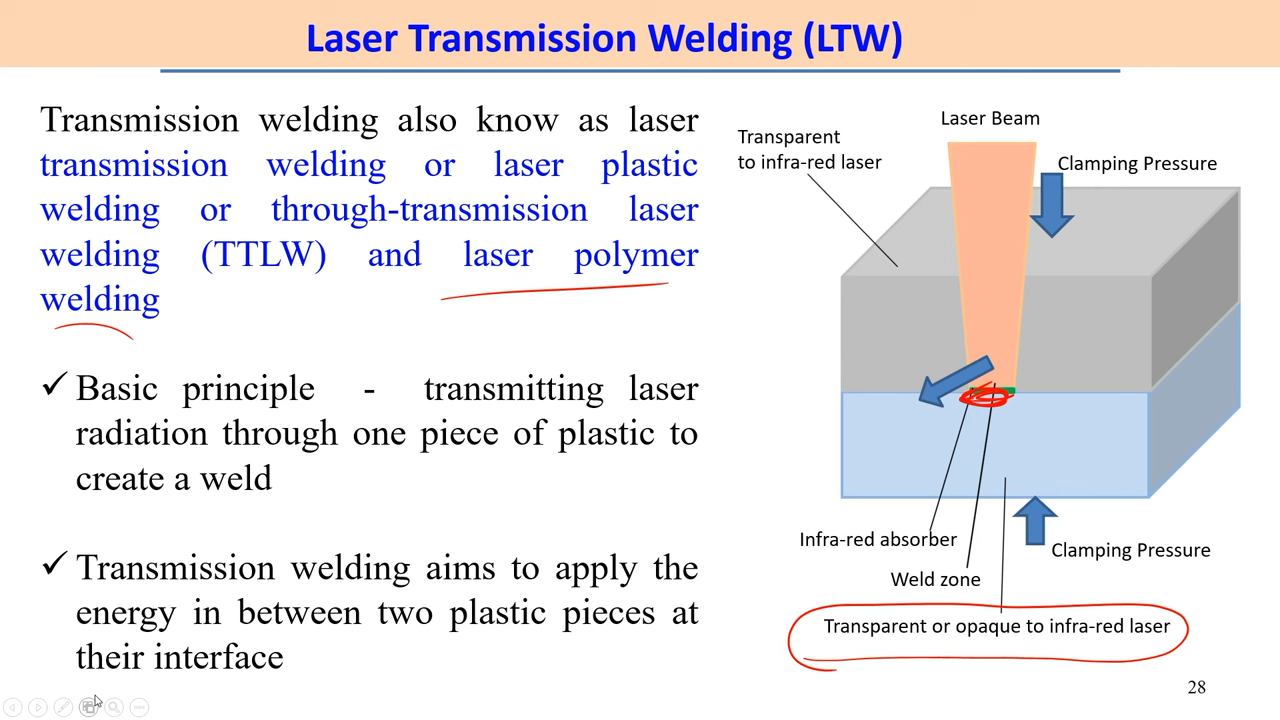 Laser Transmission Welding (LTW)
Transmission welding also know as laser
transmission welding or laser plastic
welding or through-transmission laser
welding (TTLW) and laser polymer
welding
✓ Basic principle - transmitting laser
radiation through one piece of plastic to
create a weld
✓ Transmission welding aims to apply the
energy in between two plastic pieces at
their interface
Laser Beam
Transparent
to infra-red laser
Clamping Pressure
Infra-red absorber
Clamping Pressure
Weld zone
Transparent or opaque to infra-red laser
28